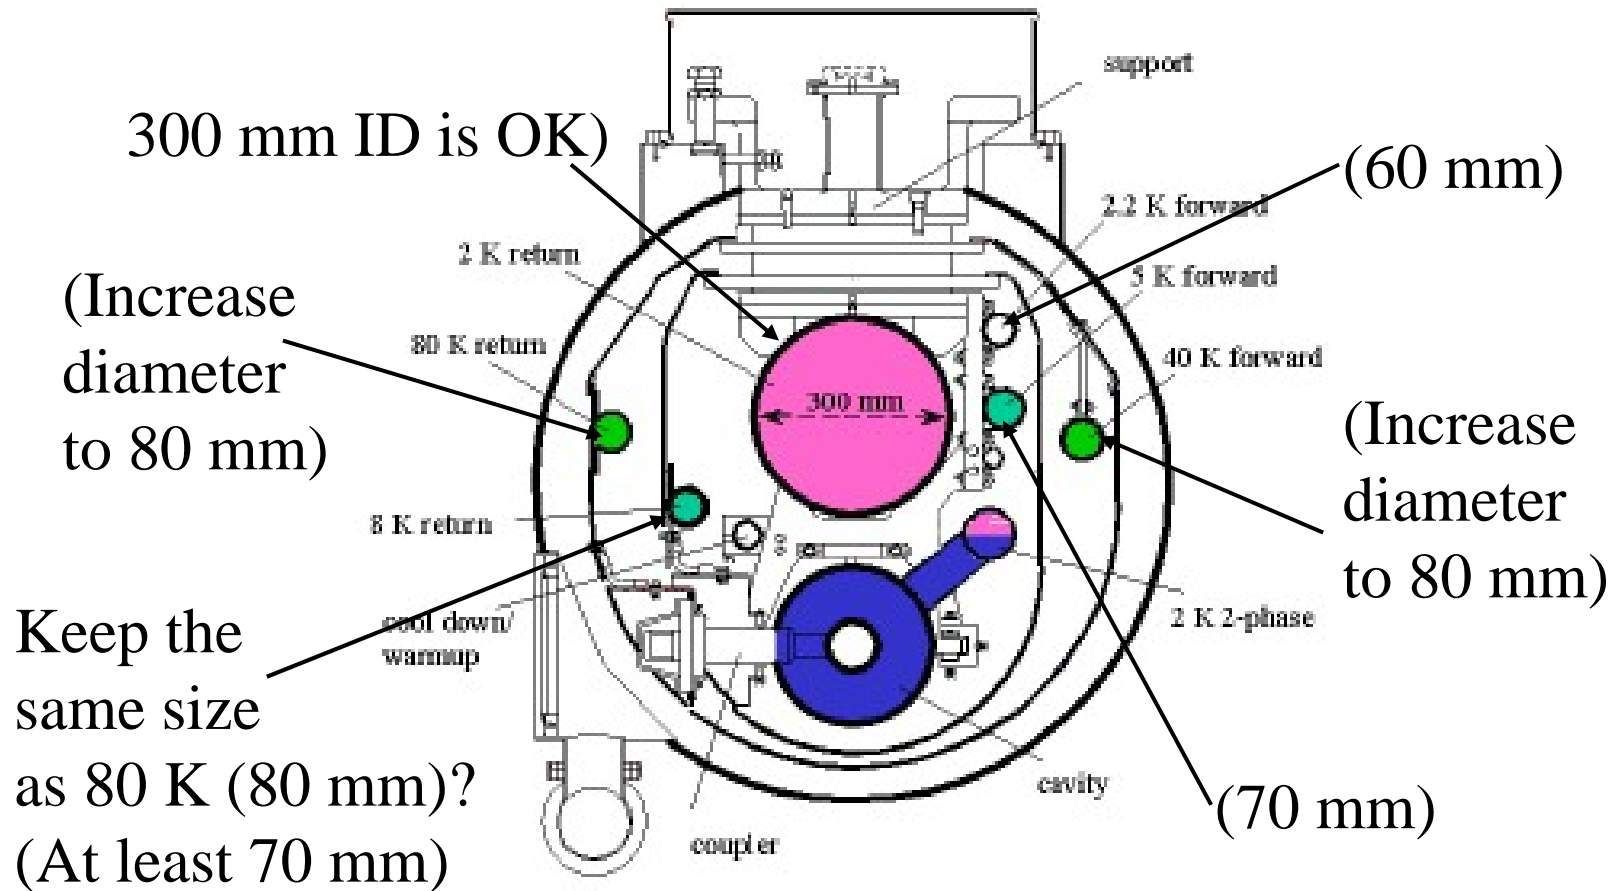 support
300 mm ID is OK)
(60 mm)
2.2 K forward
2 K return
5 K forward
(Increase
diameter
to 80 mm)
80 K return
40 K forward
300 mm
(Increase
diameter
to 80 mm)
8 K return
cool down/
warmup
2 K 2-phase
Keep the
same size
as 80 K (80 mm)?
(At least 70 mm)
cavity
(70 mm)
coupler